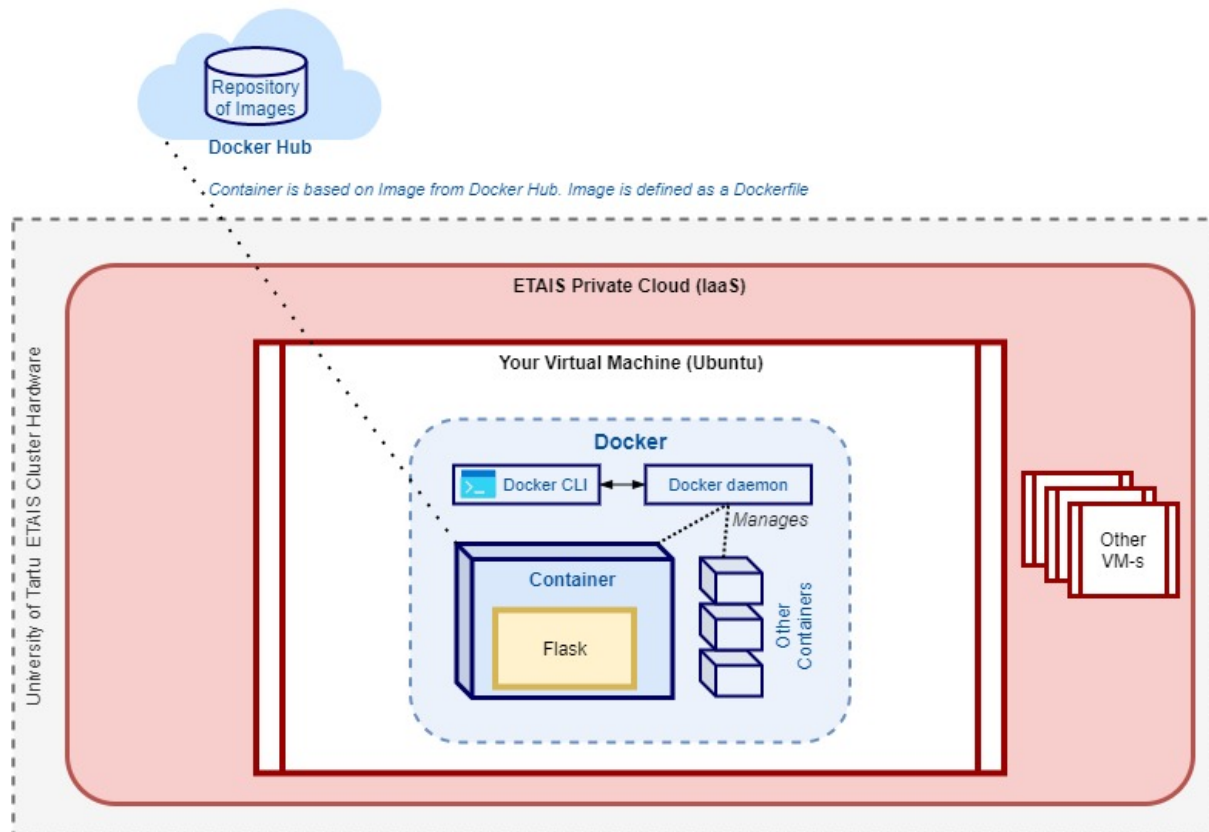 Repository
of Images
Docker Hub
Container is based on Image from Docker Hub. Image is defined as a Dockerfile
University of Tartu ETAIS Cluster Hardware
ETAIS Private Cloud (IaaS)
Your Virtual Machine (Ubuntu)
Docker
>_ Docker CLI
Docker daemon
Manages
Container
Flask
Other
Containers
Other
VM-s